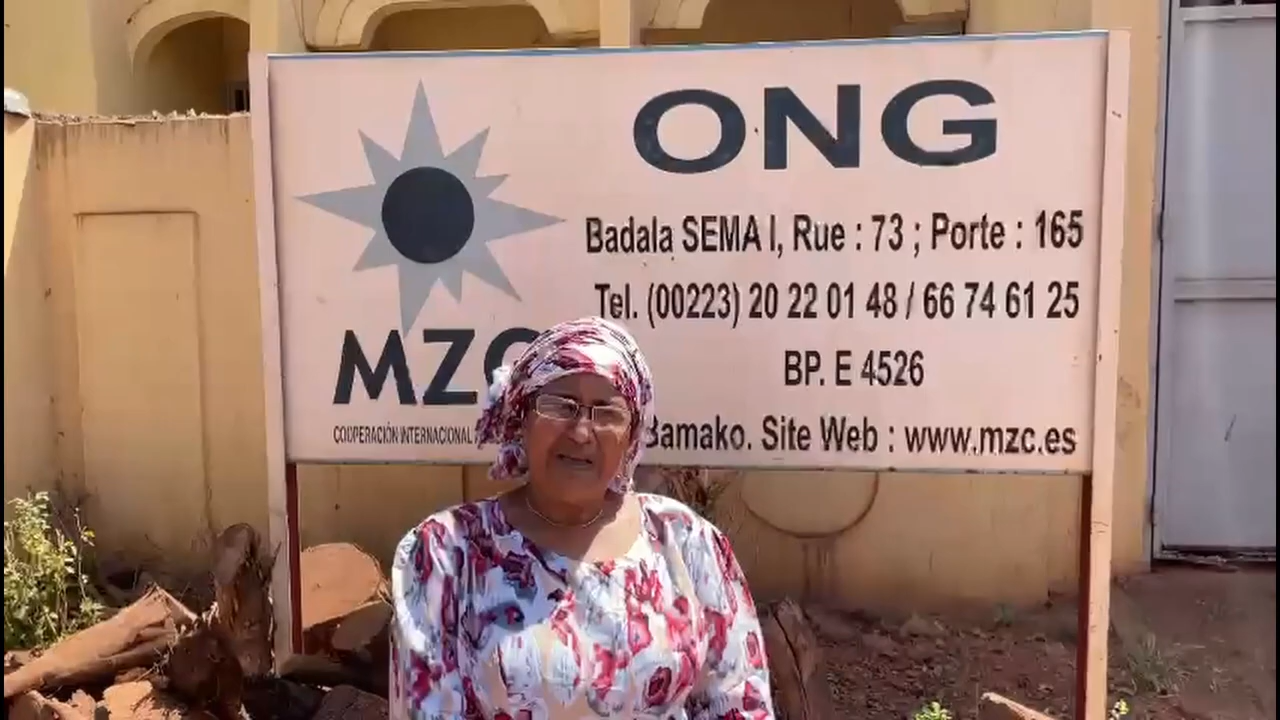 ONG
Badala SEMA I, Rue : 73 ; Porte : 165
Tel. (00223) 20 22 01 48 / 66 74 61 25
BP. E 4526
Bamako. Site Web : www.mzc.es
MZC
COOPERACIÓN INTERNACIONAL